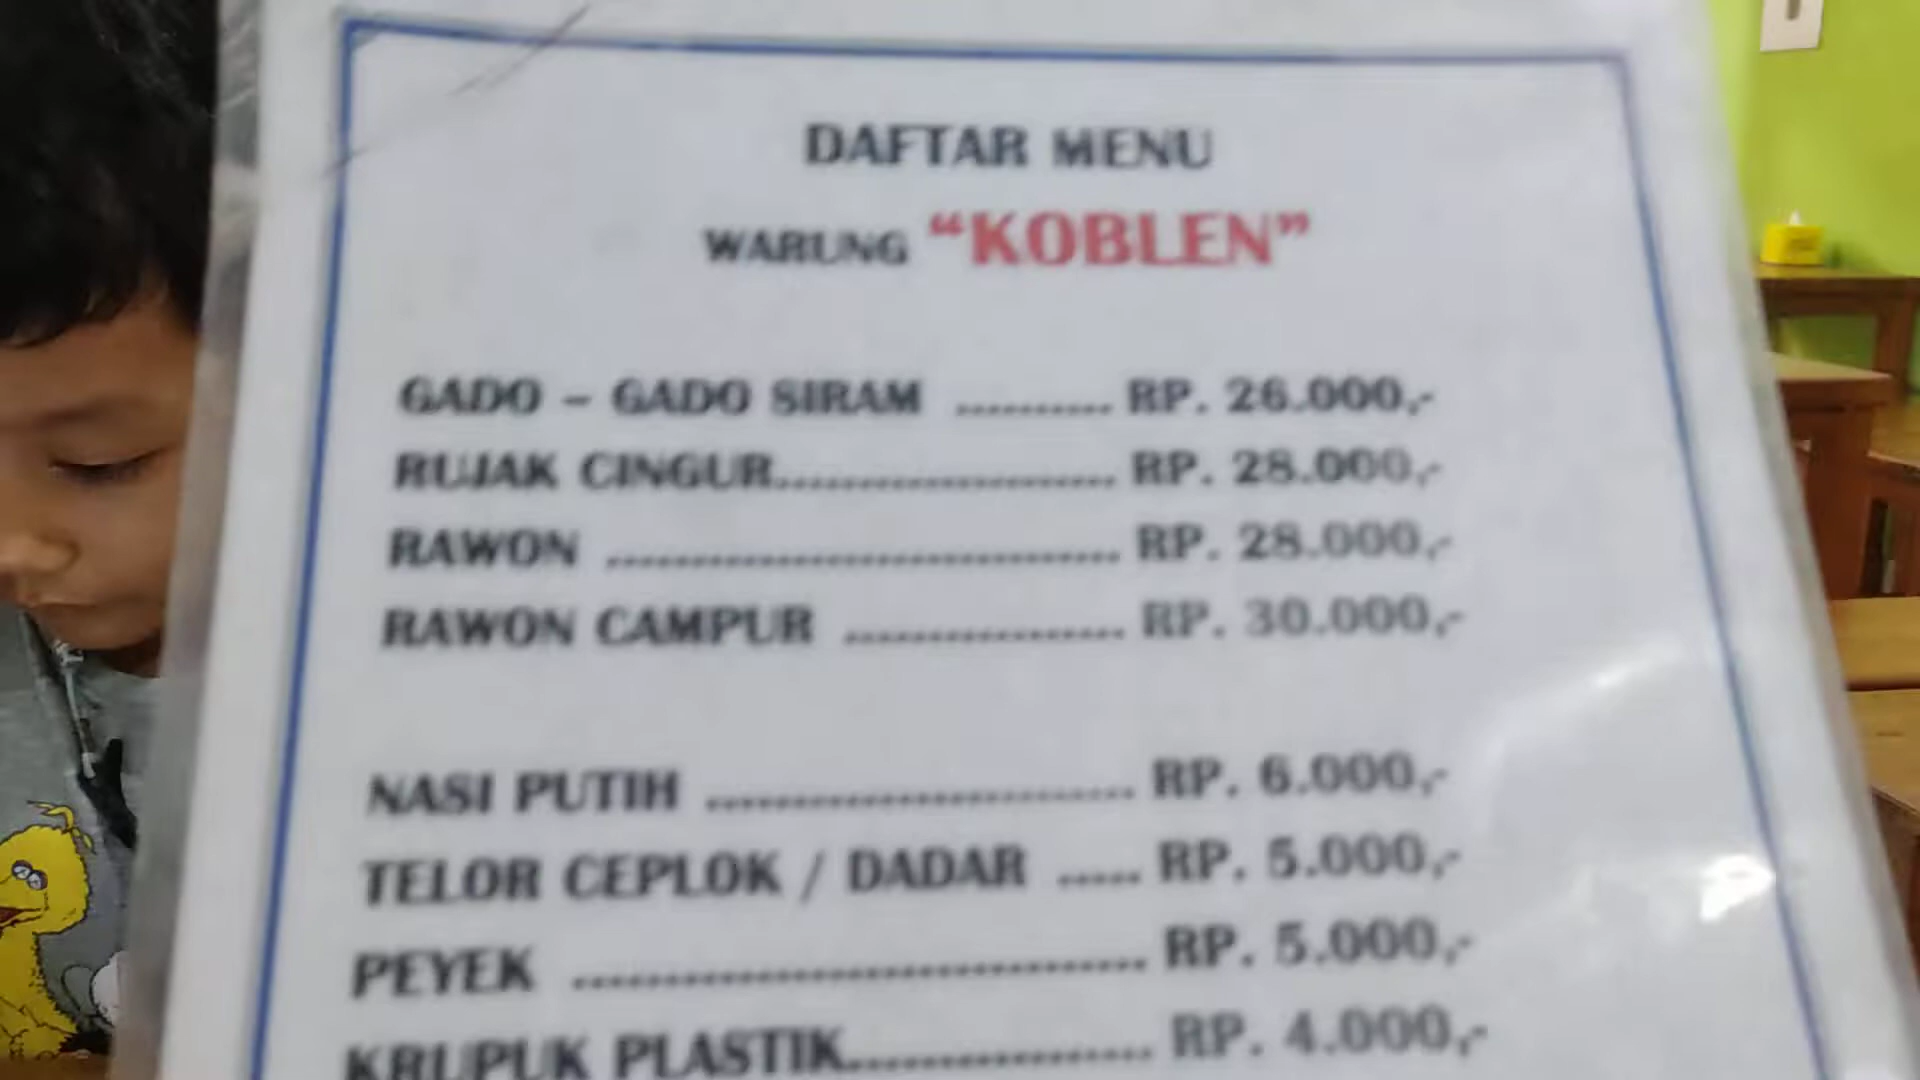 DAFTAR MENU
WARUNG “KOBLEN”
GADO – GADO SIRAM .......... RP. 26.000,-
RUJAK CINGUR..................... RP. 28.000,-
RAWON ................................ RP. 28.000,-
RAWON CAMPUR ................. RP. 30.000,-
NASI PUTIH .......................... RP. 6.000,-
TELOR CEPLOK / DADAR ..... RP. 5.000,-
PEYEK ................................... RP. 5.000,-
KRUPUK PLASTIK................... RP. 4.000,-